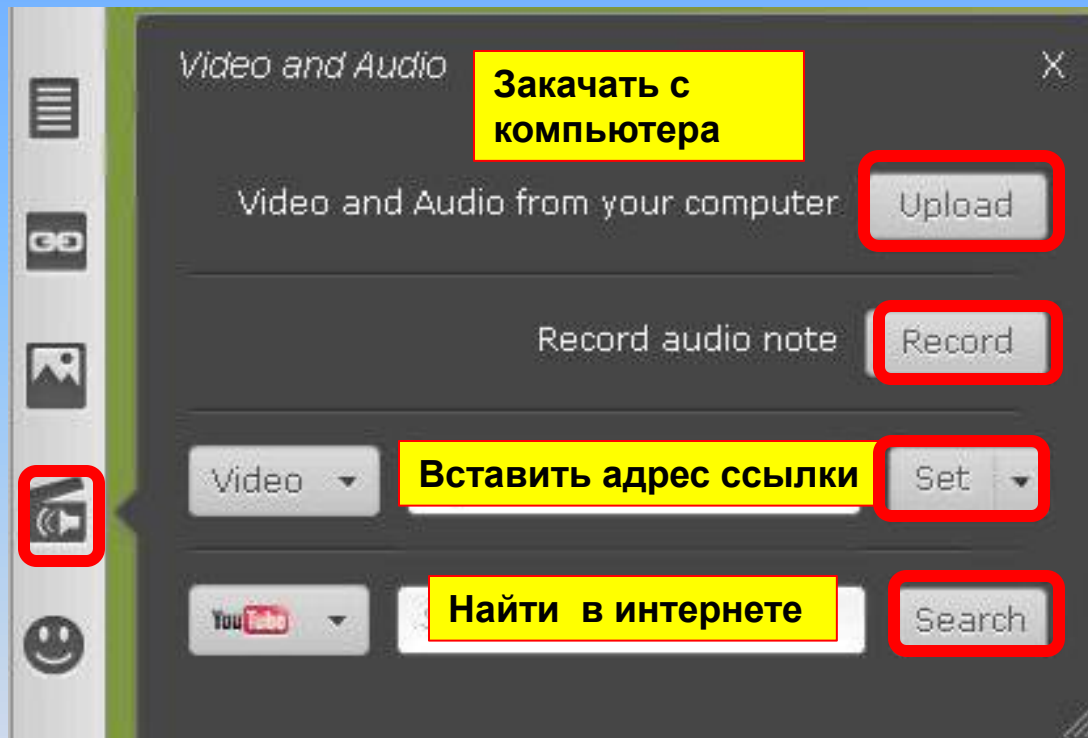 Video and Audio
X
Закачать с
компьютера
Video and Audio from your computer
Upload
Record audio note
Record
Video
Вставить адрес ссылки
Set
YouTube
Найти в интернете
Search